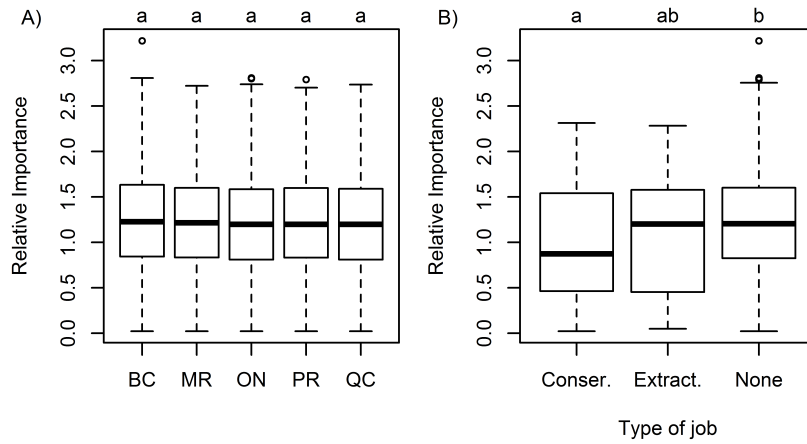 A)
a a a a a
Relative Importance
3.0
2.5
2.0
1.5
1.0
0.5
0.0
BC MR ON PR QC
B)
a ab b
Relative Importance
3.0
2.5
2.0
1.5
1.0
0.5
0.0
Conser. Extract. None
Type of job